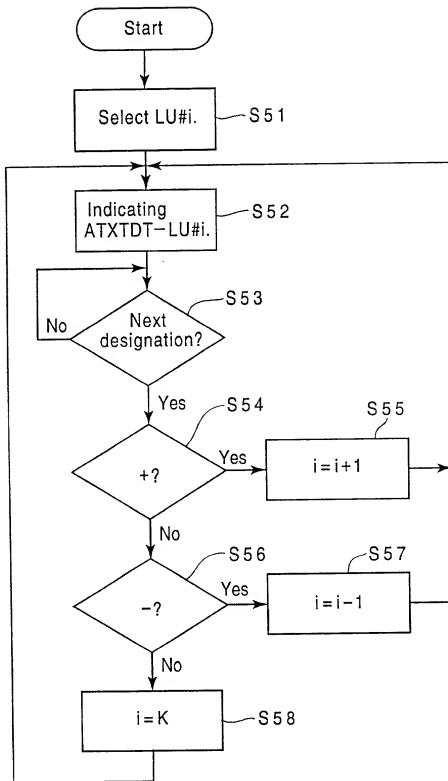 Start
Select LU#i.
S51
Indicating
ATXTDT-LU#i.
S52
Next
designation?
S53
No
Yes
+?
S54
Yes
i=i+1
S55
No
-?
S56
Yes
i=i-1
S57
No
i=K
S58